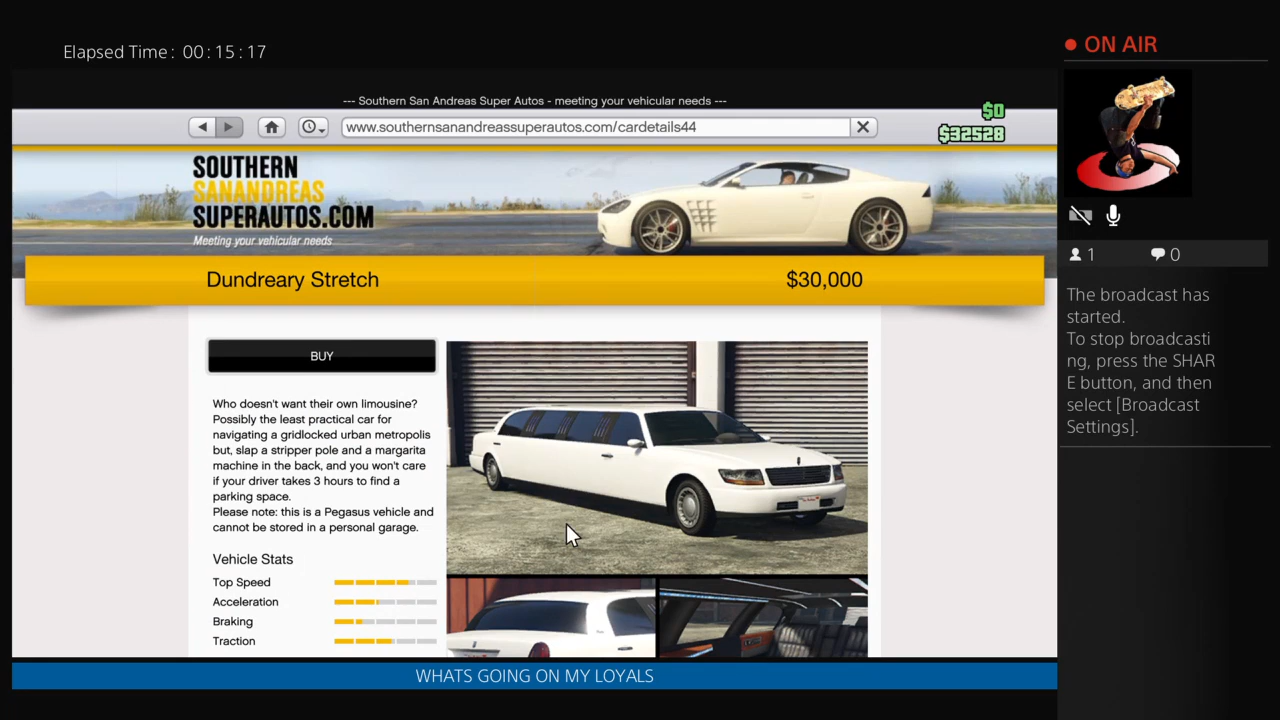 Elapsed Time: 00:15:17
ON AIR
--- Southern San Andreas Super Autos - meeting your vehicular needs ---
$0
www.southernsanandreassuperautos.com/cardetails44
$32528
SOUTHERN
SANANDREAS
SUPERAUTOS.COM
Meeting your vehicular needs
Dundreary Stretch
$30,000
BUY
Who doesn't want their own limousine?
Possibly the least practical car for
navigating a gridlocked urban metropolis
but, slap a stripper pole and a margarita
machine in the back, and you won't care
if your driver takes 3 hours to find a
parking space.
Please note: this is a Pegasus vehicle and
cannot be stored in a personal garage.
Vehicle Stats
Top Speed
Acceleration
Braking
Traction
WHATS GOING ON MY LOYALS
1
0
The broadcast has
started.
To stop broadcasti
ng, press the SHAR
E button, and then
select [Broadcast
Settings].